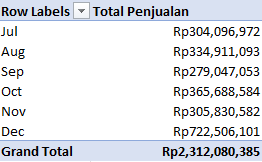 Row Labels Total Penjualan
Jul Rp304,096,972
Aug Rp334,911,093
Sep Rp279,047,053
Oct Rp365,688,584
Nov Rp305,830,582
Dec Rp722,506,101
Grand Total Rp2,312,080,385